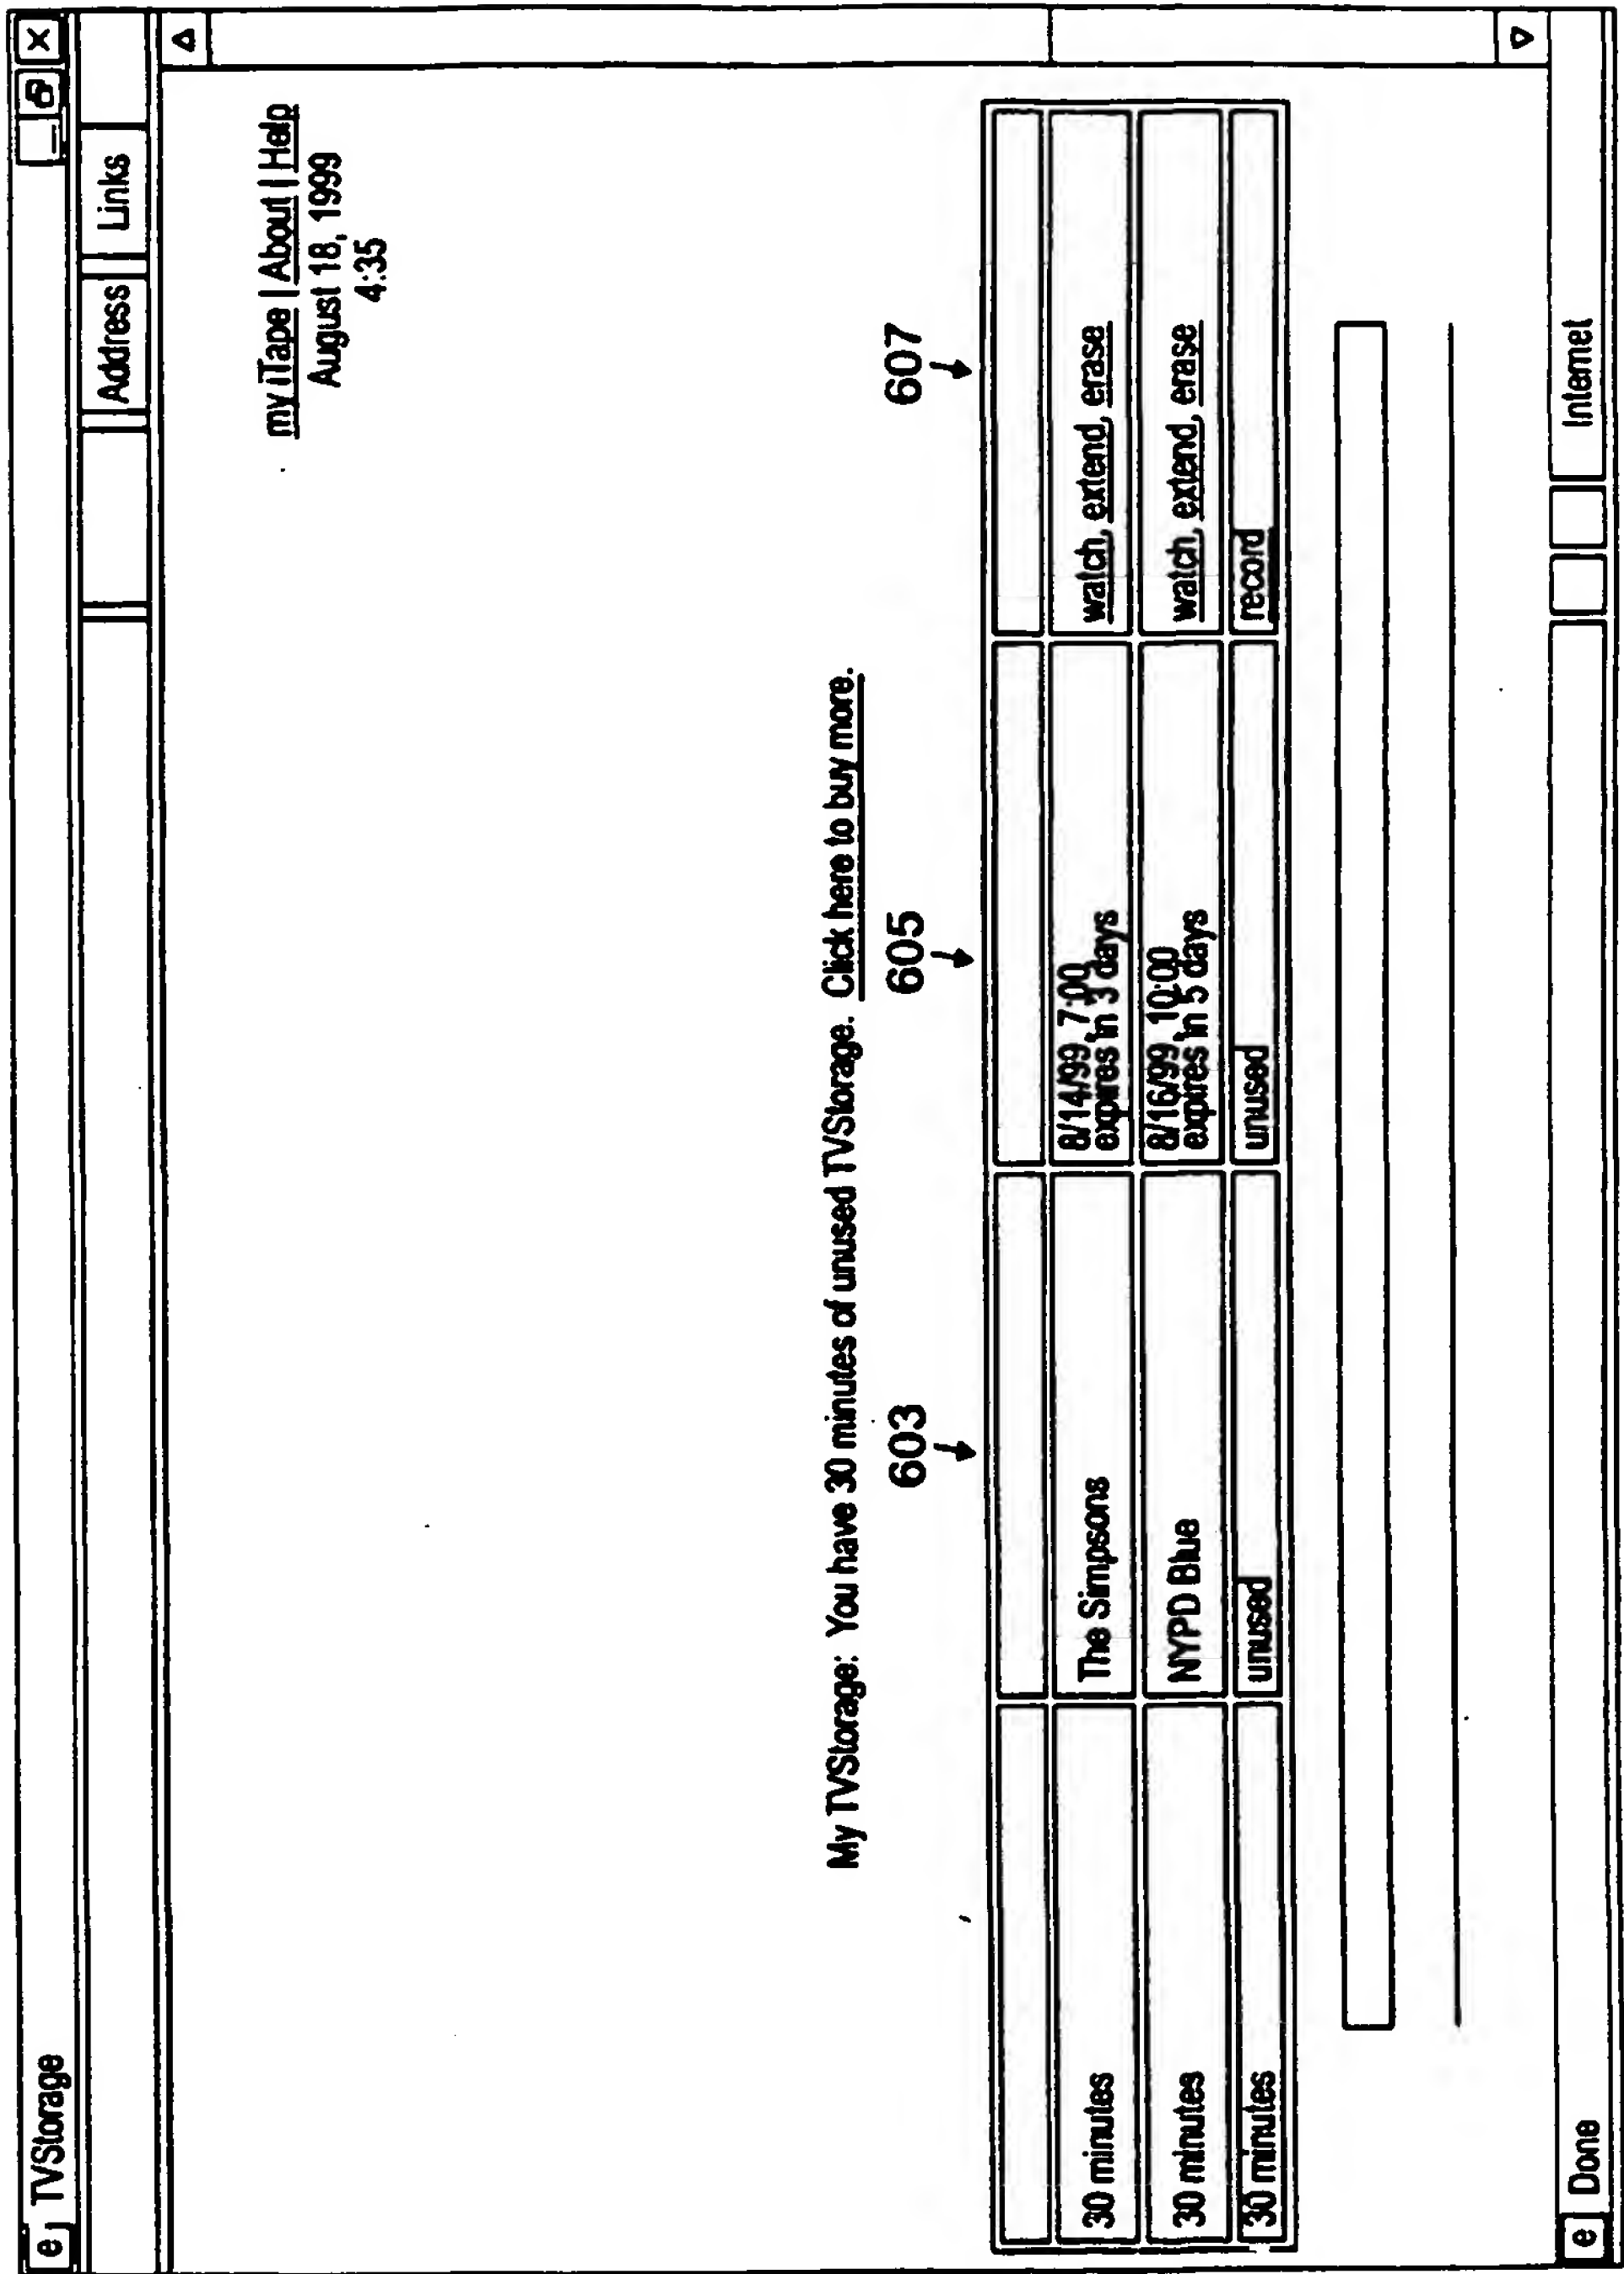 TVStorage
Address Links
my iTape | About | Help
August 18, 1999
4:35
My TVStorage: You have 30 minutes of unused TVStorage. Click here to buy more.
603 605 607
30 minutes The Simpsons 8/14/99 7:00 watch, extend, erase
expires in 3 days
30 minutes NYPD Blue 8/16/99 10:00 watch, extend, erase
expires in 5 days
30 minutes unused unused record
e Done Internet